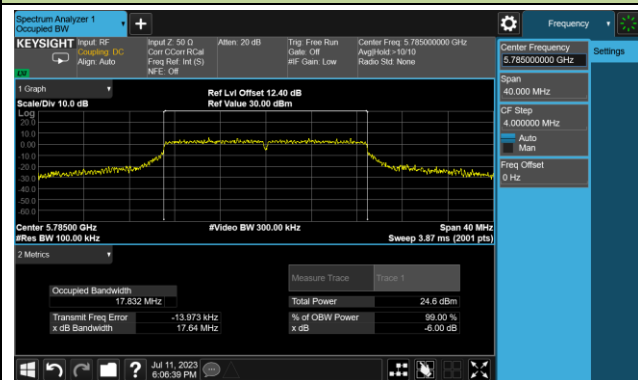 Spectrum Analyzer 1
Occupied BW
+
Frequency
KEYSIGHT
Input: RF
Coupling: DC
Align: Auto
Input Z: 50 Ω
Corr CCorr RCal
Freq Ref: Int (S)
NFE: Off
Atten: 20 dB
Trig: Free Run
Gate: Off
#IF Gain: Low
Center Freq: 5.785000000 GHz
Avg|Hold:>10/10
Radio Std: None
Center Frequency
5.785000000 GHz
Settings
Span
40.000 MHz
CF Step
4.000000 MHz
Auto
Man
Freq Offset
0 Hz
1 Graph
Scale/Div 10.0 dB
Ref Lvl Offset 12.40 dB
Ref Value 30.00 dBm
Log
20.0
10.0
0.00
-10.0
-20.0
-30.0
-40.0
-50.0
-60.0
Center 5.78500 GHz
#Res BW 100.00 kHz
#Video BW 300.00 kHz
Span 40 MHz
Sweep 3.87 ms (2001 pts)
2 Metrics
Measure Trace
Trace 1
Occupied Bandwidth
17.832 MHz
Total Power
24.6 dBm
Transmit Freq Error
-13.973 kHz
% of OBW Power
99.00 %
x dB Bandwidth
17.64 MHz
x dB
-6.00 dB
?
Jul 11, 2023
6:06:39 PM